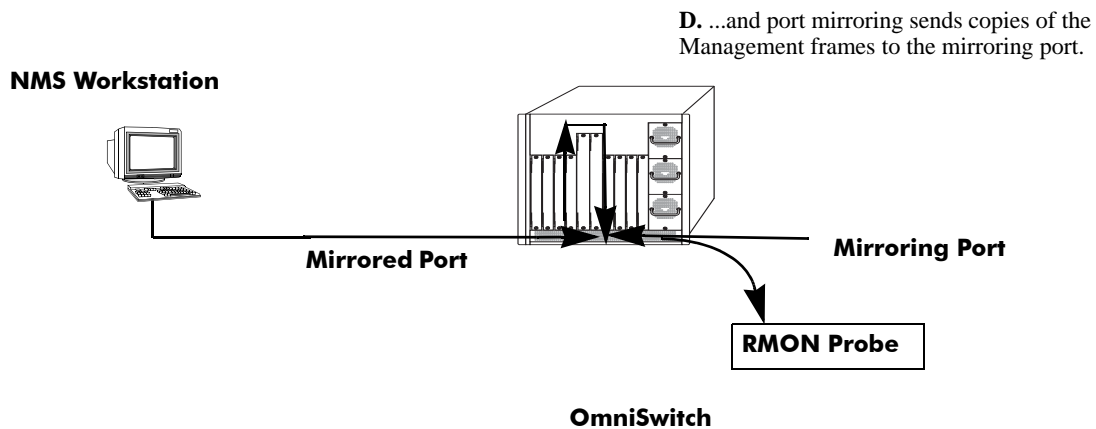 D. ...and port mirroring sends copies of the
Management frames to the mirroring port.
NMS Workstation
Mirrored Port
Mirroring Port
RMON Probe
OmniSwitch